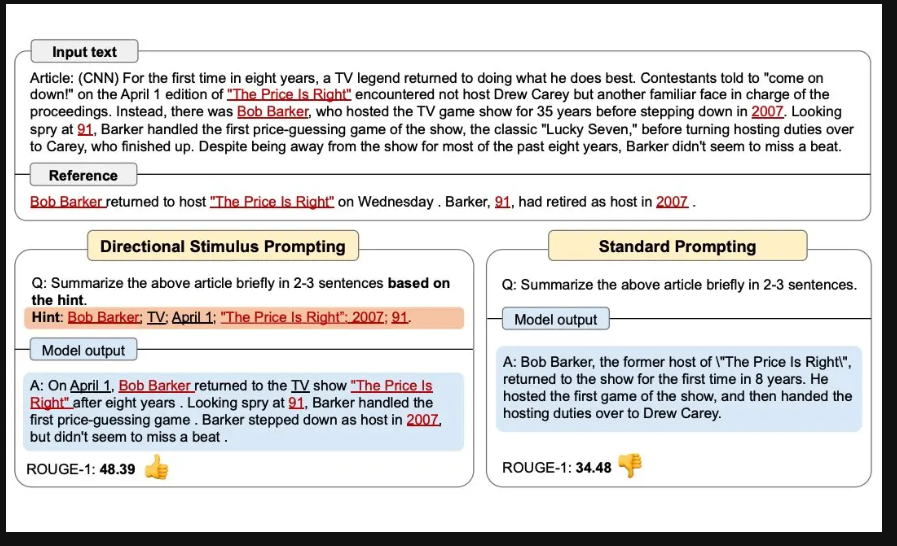 Input text
Article: (CNN) For the first time in eight years, a TV legend returned to doing what he does best. Contestants told to "come on
down!" on the April 1 edition of "The Price Is Right" encountered not host Drew Carey but another familiar face in charge of the
proceedings. Instead, there was Bob Barker, who hosted the TV game show for 35 years before stepping down in 2007. Looking
spry at 91, Barker handled the first price-guessing game of the show, the classic "Lucky Seven," before turning hosting duties over
to Carey, who finished up. Despite being away from the show for most of the past eight years, Barker didn't seem to miss a beat.
Reference
Bob Barker returned to host "The Price Is Right" on Wednesday . Barker, 91, had retired as host in 2007 .
Directional Stimulus Prompting
Q: Summarize the above article briefly in 2-3 sentences based on
the hint.
Hint: Bob Barker; TV; April 1; "The Price Is Right"; 2007; 91.
Model output
A: On April 1, Bob Barker returned to the TV show "The Price Is
Right" after eight years . Looking spry at 91, Barker handled the
first price-guessing game . Barker stepped down as host in 2007,
but didn't seem to miss a beat .
ROUGE-1: 48.39
Standard Prompting
Q: Summarize the above article briefly in 2-3 sentences.
Model output
A: Bob Barker, the former host of \"The Price Is Right\",
returned to the show for the first time in 8 years. He
hosted the first game of the show, and then handed the
hosting duties over to Drew Carey.
ROUGE-1: 34.48